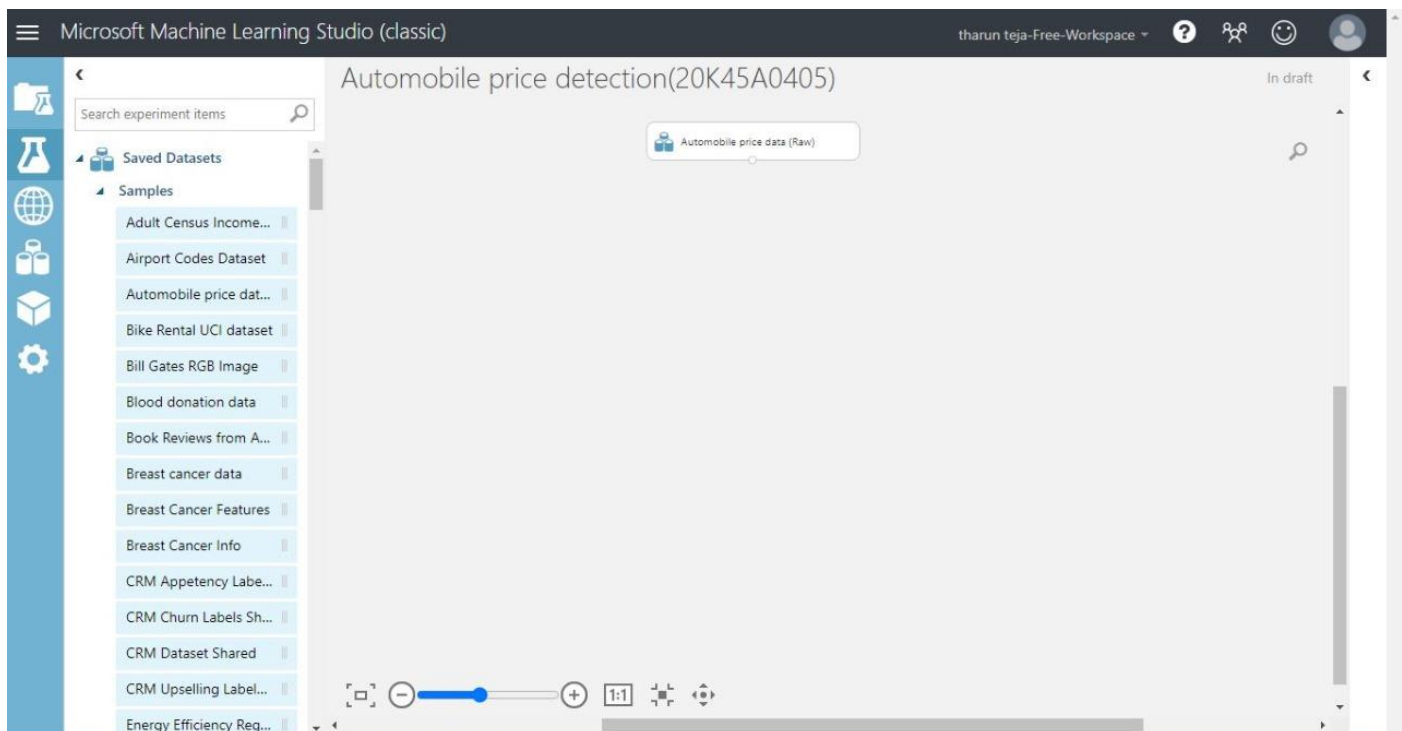 Microsoft Machine Learning Studio (classic)
tharun teja-Free-Workspace
?
Search experiment items
Saved Datasets
Samples
Adult Census Income...
Airport Codes Dataset
Automobile price dat...
Bike Rental UCI dataset
Bill Gates RGB Image
Blood donation data
Book Reviews from A...
Breast cancer data
Breast Cancer Features
Breast Cancer Info
CRM Appetency Labe...
CRM Churn Labels Sh...
CRM Dataset Shared
CRM Upselling Label...
Energy Efficiency Reg...
Automobile price detection(20K45A0405)
In draft
Automobile price data (Raw)
1:1